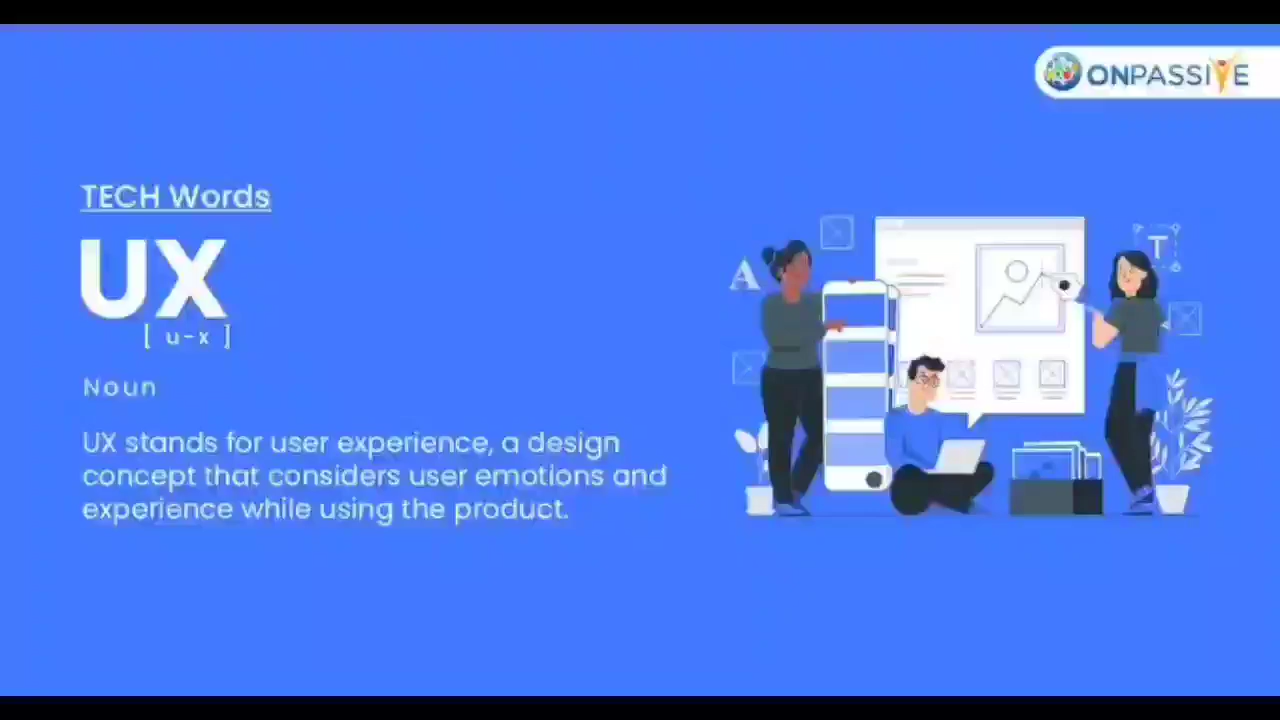 ONPASSIVE
TECH Words
UX
[ u-x ]
Noun
UX stands for user experience, a design
concept that considers user emotions and
experience while using the product.
A
T